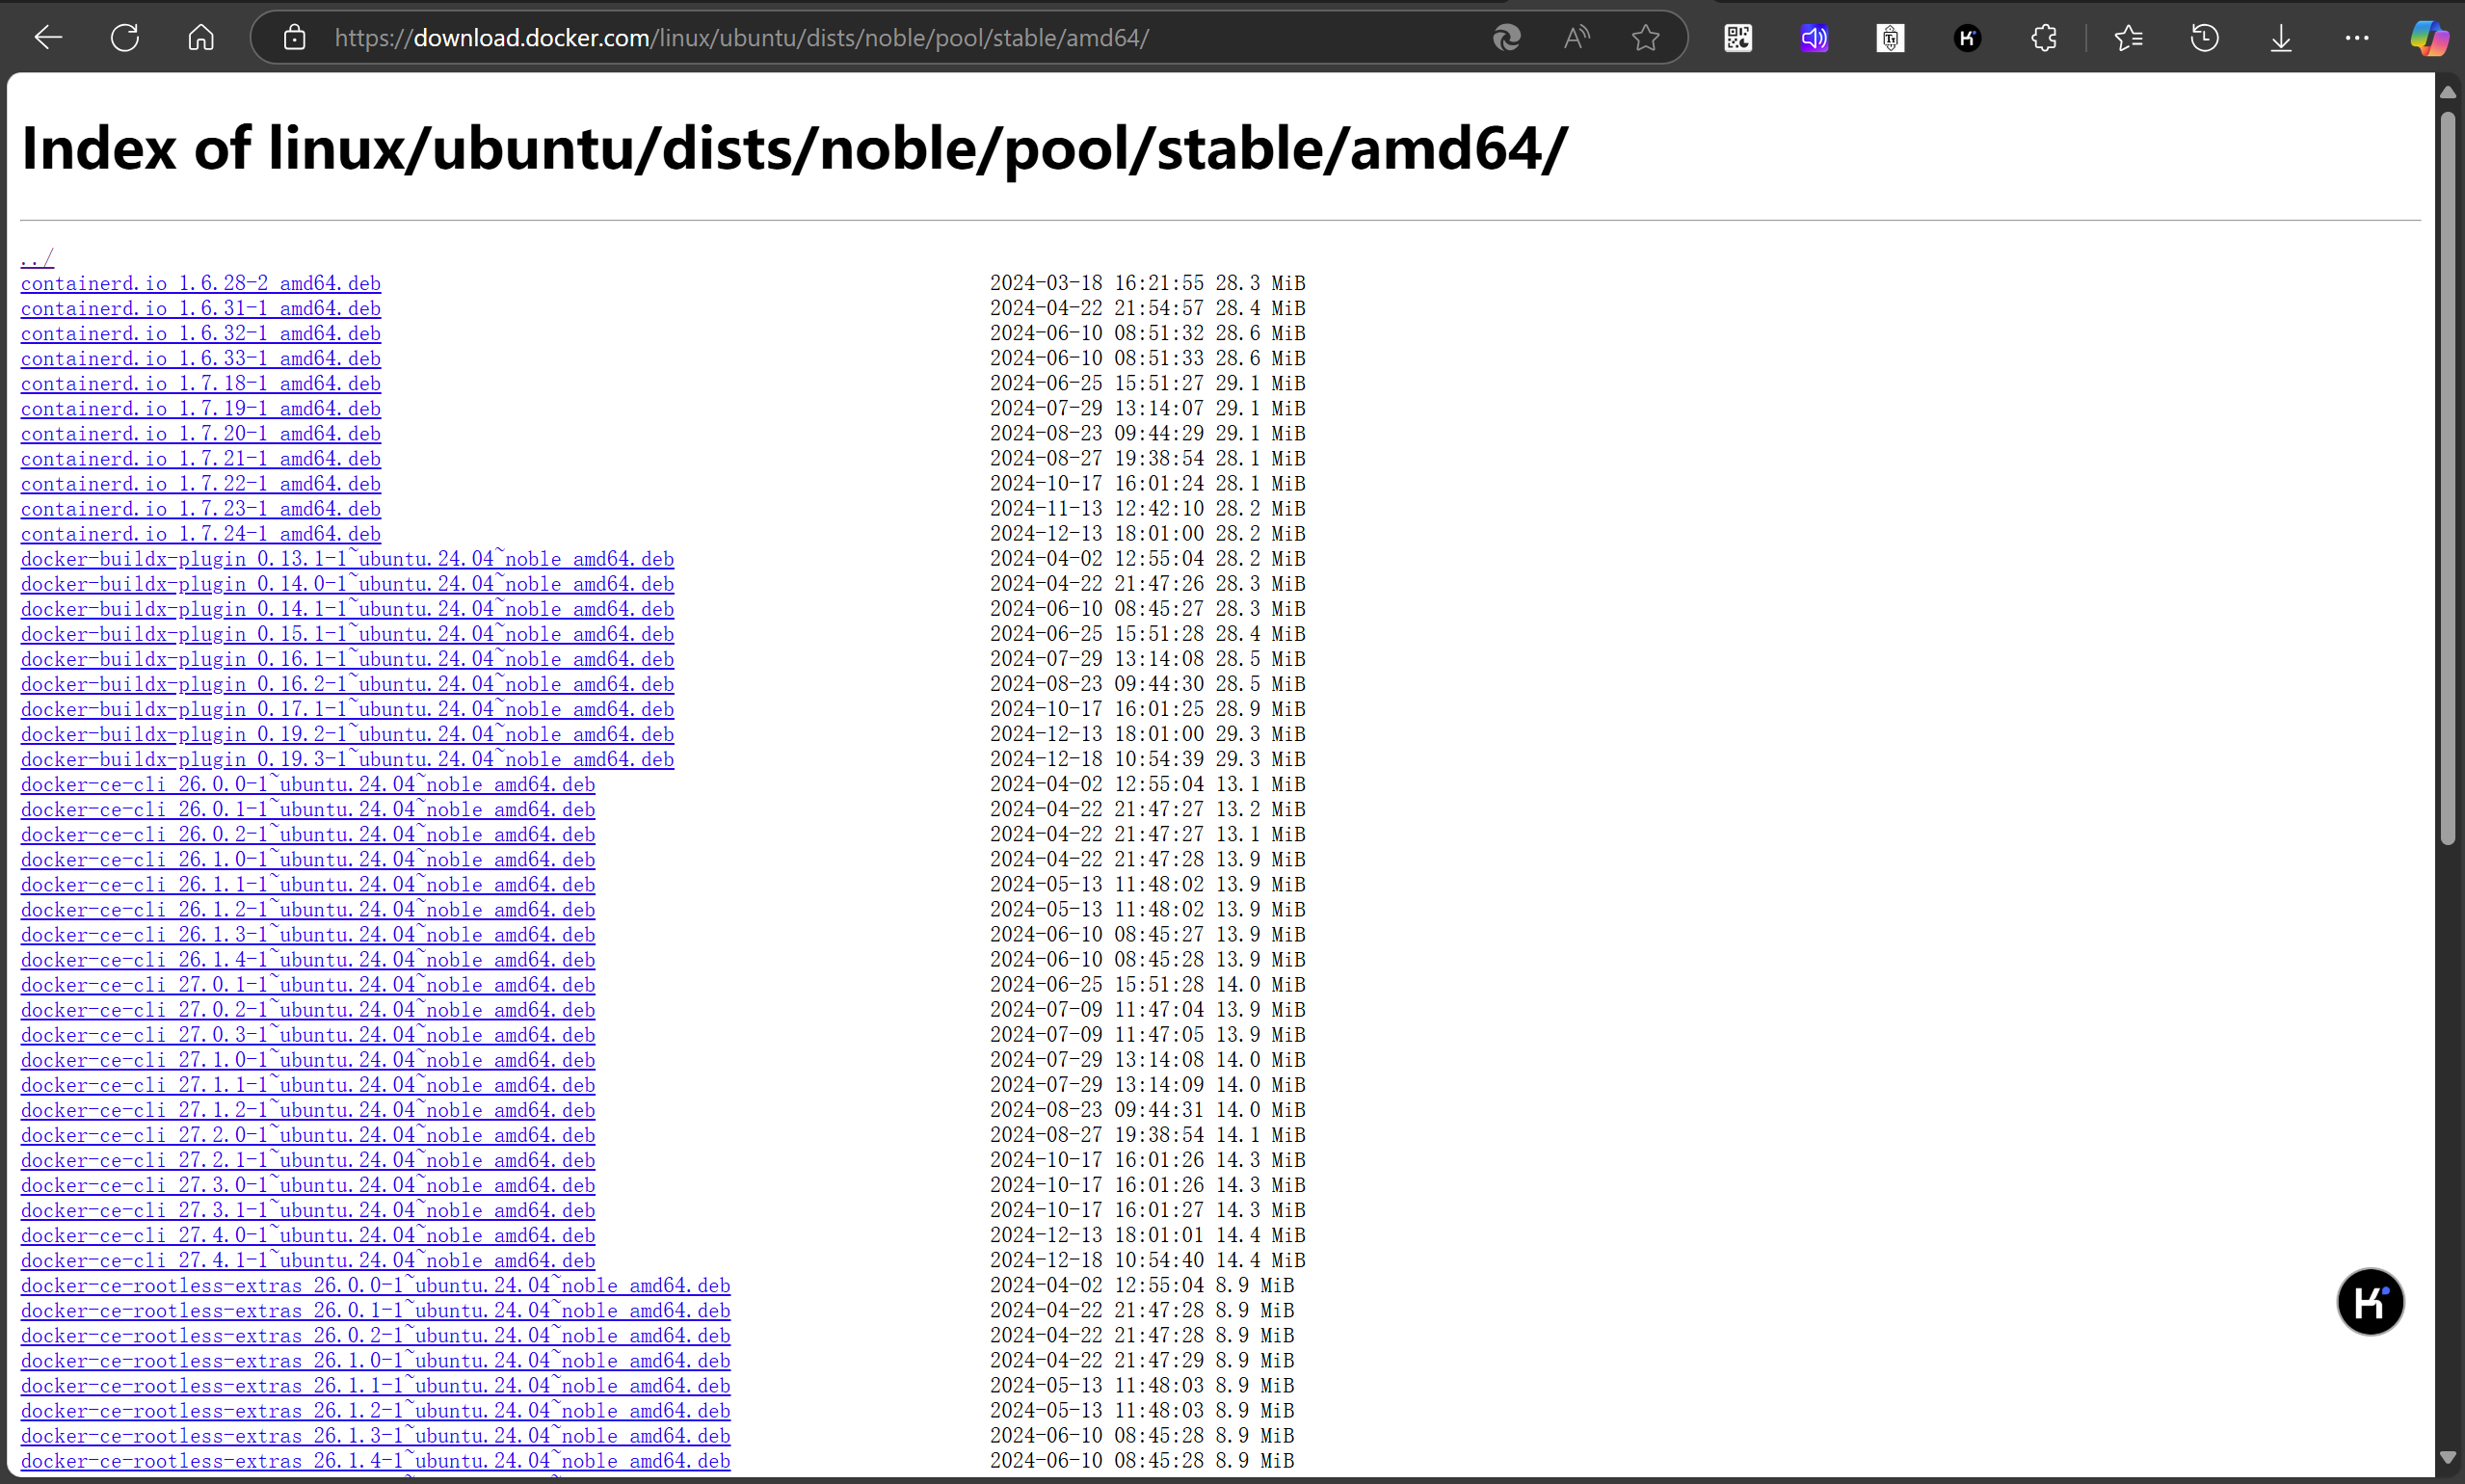 https://download.docker.com/linux/ubuntu/dists/noble/pool/stable/amd64/
Index of linux/ubuntu/dists/noble/pool/stable/amd64/
../
containerd.io_1.6.28-2_amd64.deb 2024-03-18 16:21:55 28.3 MiB
containerd.io_1.6.31-1_amd64.deb 2024-04-22 21:54:57 28.4 MiB
containerd.io_1.6.32-1_amd64.deb 2024-06-10 08:51:32 28.6 MiB
containerd.io_1.6.33-1_amd64.deb 2024-06-10 08:51:33 28.6 MiB
containerd.io_1.7.18-1_amd64.deb 2024-06-25 15:51:27 29.1 MiB
containerd.io_1.7.19-1_amd64.deb 2024-07-29 13:14:07 29.1 MiB
containerd.io_1.7.20-1_amd64.deb 2024-08-23 09:44:29 29.1 MiB
containerd.io_1.7.21-1_amd64.deb 2024-08-27 19:38:54 28.1 MiB
containerd.io_1.7.22-1_amd64.deb 2024-10-17 16:01:24 28.1 MiB
containerd.io_1.7.23-1_amd64.deb 2024-11-13 12:42:10 28.2 MiB
containerd.io_1.7.24-1_amd64.deb 2024-12-13 18:01:00 28.2 MiB
docker-buildx-plugin_0.13.1-1~ubuntu.24.04~noble_amd64.deb 2024-04-02 12:55:04 28.2 MiB
docker-buildx-plugin_0.14.0-1~ubuntu.24.04~noble_amd64.deb 2024-04-22 21:47:26 28.3 MiB
docker-buildx-plugin_0.14.1-1~ubuntu.24.04~noble_amd64.deb 2024-06-10 08:45:27 28.3 MiB
docker-buildx-plugin_0.15.1-1~ubuntu.24.04~noble_amd64.deb 2024-06-25 15:51:28 28.4 MiB
docker-buildx-plugin_0.16.1-1~ubuntu.24.04~noble_amd64.deb 2024-07-29 13:14:08 28.5 MiB
docker-buildx-plugin_0.16.2-1~ubuntu.24.04~noble_amd64.deb 2024-08-23 09:44:30 28.5 MiB
docker-buildx-plugin_0.17.1-1~ubuntu.24.04~noble_amd64.deb 2024-10-17 16:01:25 28.9 MiB
docker-buildx-plugin_0.19.2-1~ubuntu.24.04~noble_amd64.deb 2024-12-13 18:01:00 29.3 MiB
docker-buildx-plugin_0.19.3-1~ubuntu.24.04~noble_amd64.deb 2024-12-18 10:54:39 29.3 MiB
docker-ce-cli_26.0.0-1~ubuntu.24.04~noble_amd64.deb 2024-04-02 12:55:04 13.1 MiB
docker-ce-cli_26.0.1-1~ubuntu.24.04~noble_amd64.deb 2024-04-22 21:47:27 13.2 MiB
docker-ce-cli_26.0.2-1~ubuntu.24.04~noble_amd64.deb 2024-04-22 21:47:27 13.1 MiB
docker-ce-cli_26.1.0-1~ubuntu.24.04~noble_amd64.deb 2024-04-22 21:47:28 13.9 MiB
docker-ce-cli_26.1.1-1~ubuntu.24.04~noble_amd64.deb 2024-05-13 11:48:02 13.9 MiB
docker-ce-cli_26.1.2-1~ubuntu.24.04~noble_amd64.deb 2024-05-13 11:48:02 13.9 MiB
docker-ce-cli_26.1.3-1~ubuntu.24.04~noble_amd64.deb 2024-06-10 08:45:27 13.9 MiB
docker-ce-cli_26.1.4-1~ubuntu.24.04~noble_amd64.deb 2024-06-10 08:45:28 13.9 MiB
docker-ce-cli_27.0.1-1~ubuntu.24.04~noble_amd64.deb 2024-06-25 15:51:28 14.0 MiB
docker-ce-cli_27.0.2-1~ubuntu.24.04~noble_amd64.deb 2024-07-09 11:47:04 13.9 MiB
docker-ce-cli_27.0.3-1~ubuntu.24.04~noble_amd64.deb 2024-07-09 11:47:05 13.9 MiB
docker-ce-cli_27.1.0-1~ubuntu.24.04~noble_amd64.deb 2024-07-29 13:14:08 14.0 MiB
docker-ce-cli_27.1.1-1~ubuntu.24.04~noble_amd64.deb 2024-07-29 13:14:09 14.0 MiB
docker-ce-cli_27.1.2-1~ubuntu.24.04~noble_amd64.deb 2024-08-23 09:44:31 14.0 MiB
docker-ce-cli_27.2.0-1~ubuntu.24.04~noble_amd64.deb 2024-08-27 19:38:54 14.1 MiB
docker-ce-cli_27.2.1-1~ubuntu.24.04~noble_amd64.deb 2024-10-17 16:01:26 14.3 MiB
docker-ce-cli_27.3.0-1~ubuntu.24.04~noble_amd64.deb 2024-10-17 16:01:26 14.3 MiB
docker-ce-cli_27.3.1-1~ubuntu.24.04~noble_amd64.deb 2024-10-17 16:01:27 14.3 MiB
docker-ce-cli_27.4.0-1~ubuntu.24.04~noble_amd64.deb 2024-12-13 18:01:01 14.4 MiB
docker-ce-cli_27.4.1-1~ubuntu.24.04~noble_amd64.deb 2024-12-18 10:54:40 14.4 MiB
docker-ce-rootless-extras_26.0.0-1~ubuntu.24.04~noble_amd64.deb 2024-04-02 12:55:04 8.9 MiB
docker-ce-rootless-extras_26.0.1-1~ubuntu.24.04~noble_amd64.deb 2024-04-22 21:47:28 8.9 MiB
docker-ce-rootless-extras_26.0.2-1~ubuntu.24.04~noble_amd64.deb 2024-04-22 21:47:28 8.9 MiB
docker-ce-rootless-extras_26.1.0-1~ubuntu.24.04~noble_amd64.deb 2024-04-22 21:47:29 8.9 MiB
docker-ce-rootless-extras_26.1.1-1~ubuntu.24.04~noble_amd64.deb 2024-05-13 11:48:03 8.9 MiB
docker-ce-rootless-extras_26.1.2-1~ubuntu.24.04~noble_amd64.deb 2024-05-13 11:48:03 8.9 MiB
docker-ce-rootless-extras_26.1.3-1~ubuntu.24.04~noble_amd64.deb 2024-06-10 08:45:28 8.9 MiB
docker-ce-rootless-extras_26.1.4-1~ubuntu.24.04~noble_amd64.deb 2024-06-10 08:45:28 8.9 MiB